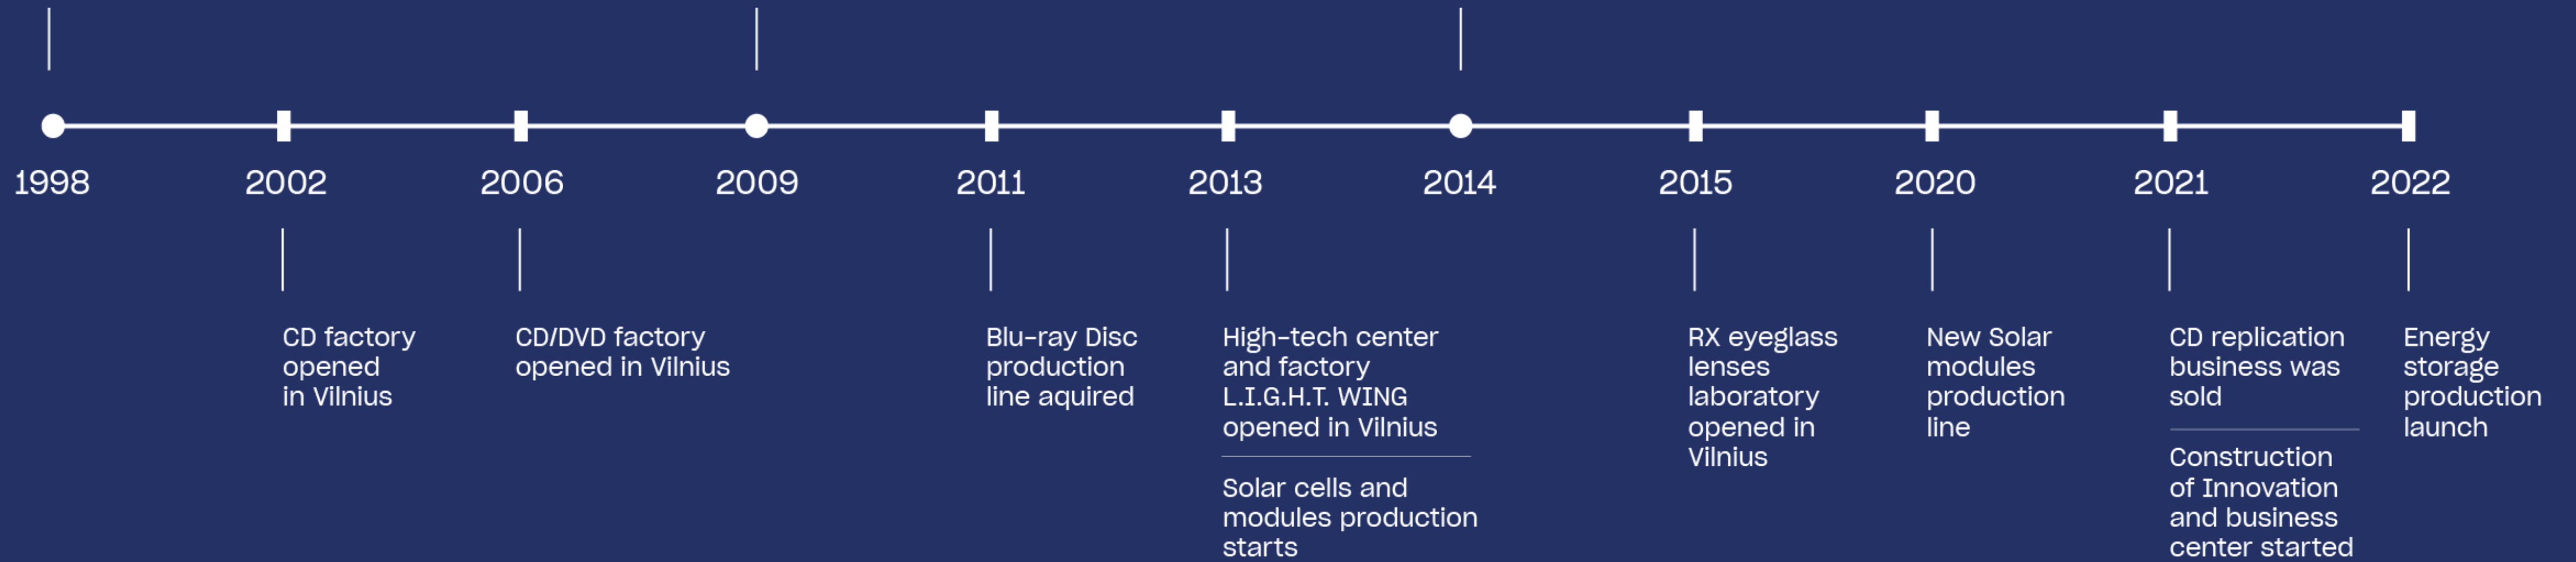 1998
2002
2006
2009
2011
2013
2014
2015
2020
2021
2022
CD factory
opened
in Vilnius
CD/DVD factory
opened in Vilnius
Blu-ray Disc
production
line aquired
High-tech center
and factory
L.I.G.H.T. WING
opened in Vilnius
Solar cells and
modules production
starts
RX eyeglass
lenses
laboratory
opened in
Vilnius
New Solar
modules
production
line
CD replication
business was
sold
Construction
of Innovation
and business
center started
Energy
storage
production
launch